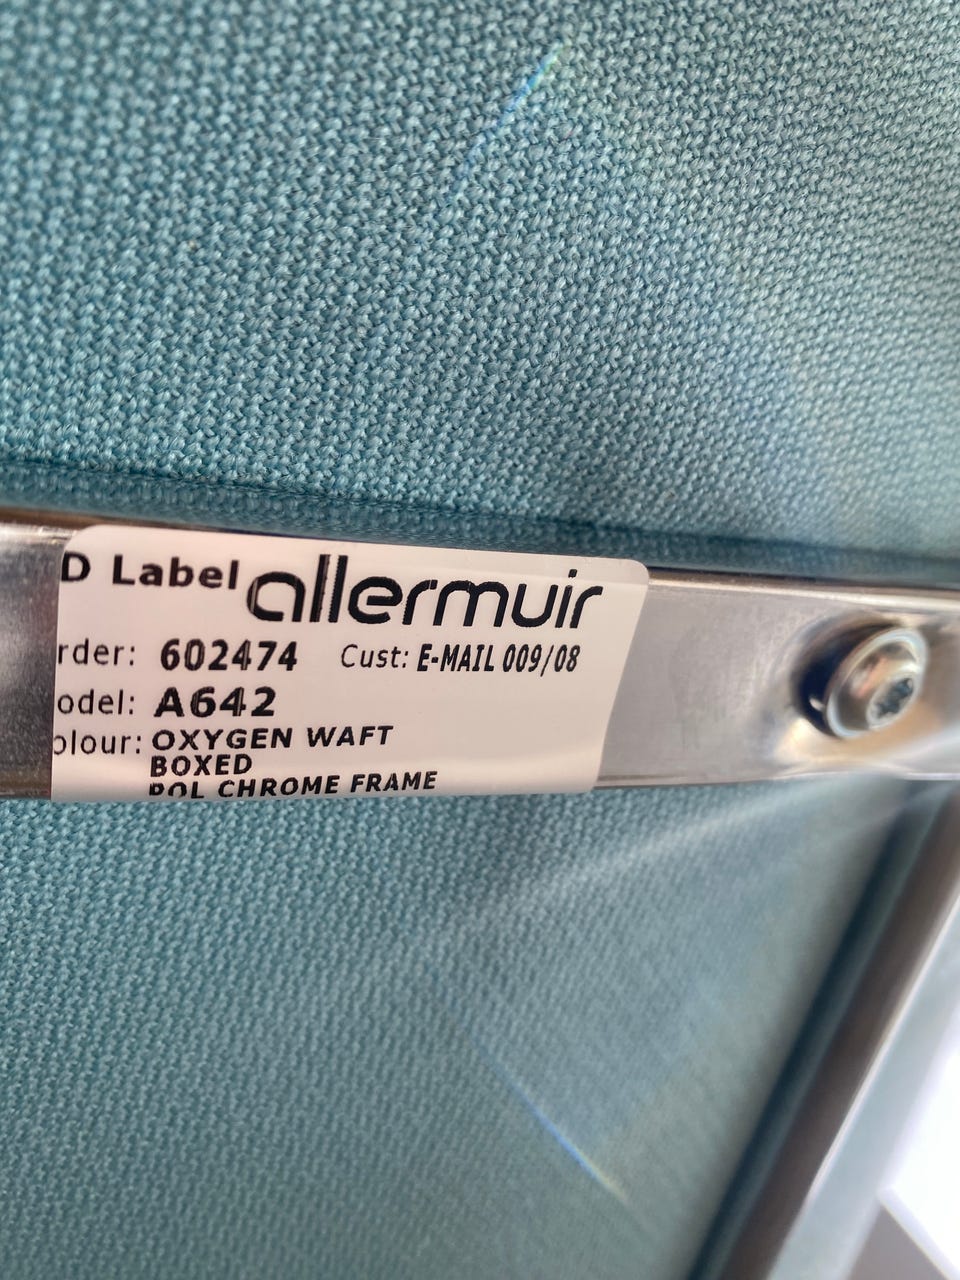 D Label allermuir
rder: 602474 Cust: E-MAIL 009/08
odel: A642
olour: OXYGEN WAFT
BOXED
POL CHROME FRAME